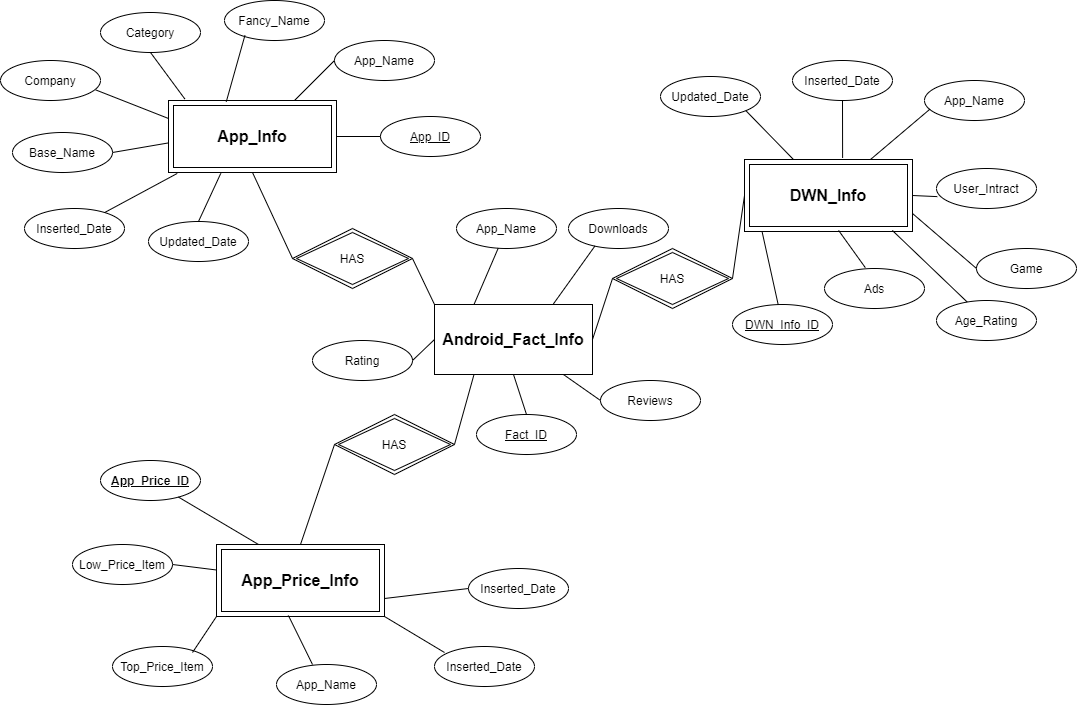 Fancy_Name
Category
App_Name
Company
App_Info
App_ID
Base_Name
Inserted_Date
Updated_Date
HAS
Updated_Date
Inserted_Date
App_Name
DWN_Info
User_Intract
Game
Ads
Age_Rating
DWN_Info_ID
HAS
App_Name
Downloads
Android_Fact_Info
Rating
Reviews
Fact_ID
HAS
App_Price_ID
Low_Price_Item
App_Price_Info
Inserted_Date
Top_Price_Item
App_Name
Inserted_Date